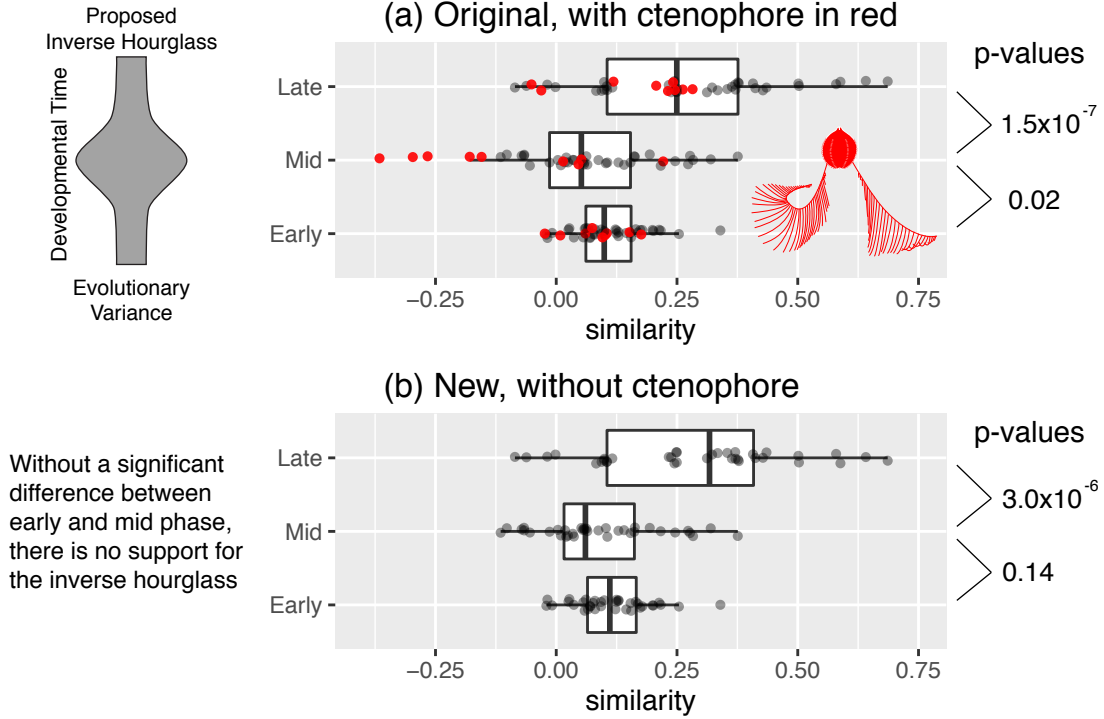 Proposed
Inverse Hourglass
Developmental Time
Evolutionary
Variance
(a) Original, with ctenophore in red
Late
Mid
Early
−0.25 0.00 0.25 0.50 0.75
similarity
p-values
1.5x10⁻⁷
0.02
(b) New, without ctenophore
Without a significant
difference between
early and mid phase,
there is no support for
the inverse hourglass
Late
Mid
Early
−0.25 0.00 0.25 0.50 0.75
similarity
p-values
3.0x10⁻⁶
0.14